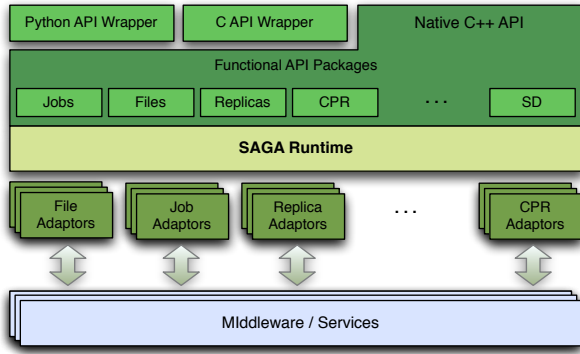 Python API Wrapper
C API Wrapper
Native C++ API
Functional API Packages
Jobs
Files
Replicas
CPR
. . .
SD
SAGA Runtime
File
Adaptors
Job
Adaptors
Replica
Adaptors
. . .
CPR
Adaptors
MIddleware / Services